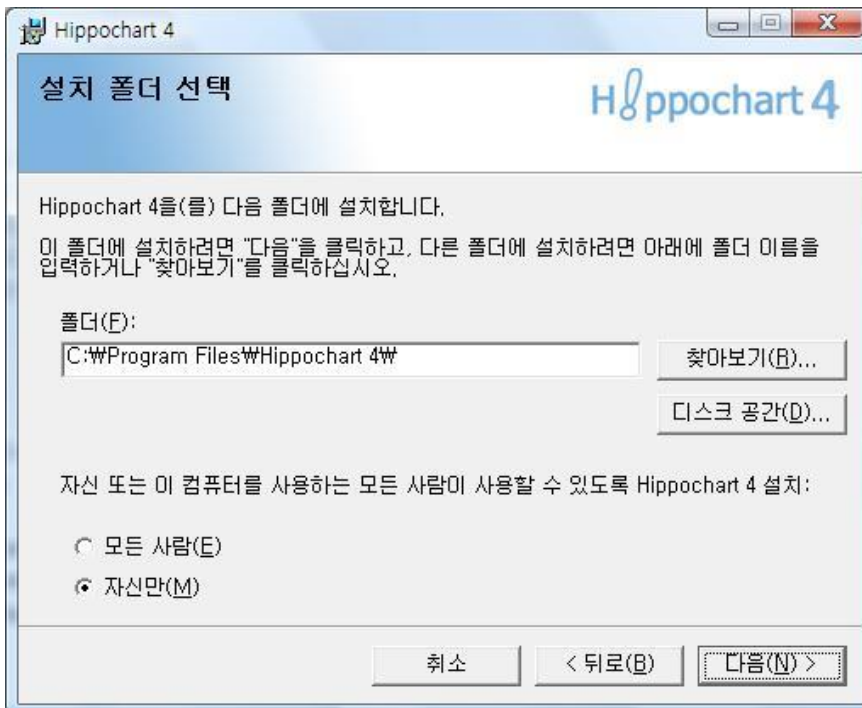 Hippochart 4
설치 폴더 선택
H!ppochart 4
Hippochart 4을(를) 다음 폴더에 설치합니다.
이 폴더에 설치하려면 "다음"을 클릭하고, 다른 폴더에 설치하려면 아래에 폴더 이름을
입력하거나 "찾아보기"를 클릭하십시오.
폴더(F):
C:₩Program Files₩Hippochart 4₩
찾아보기(R)...
디스크 공간(D)...
자신 또는 이 컴퓨터를 사용하는 모든 사람이 사용할 수 있도록 Hippochart 4 설치:
모든 사람(E)
자신만(M)
취소
< 뒤로(B)
다음(N) >